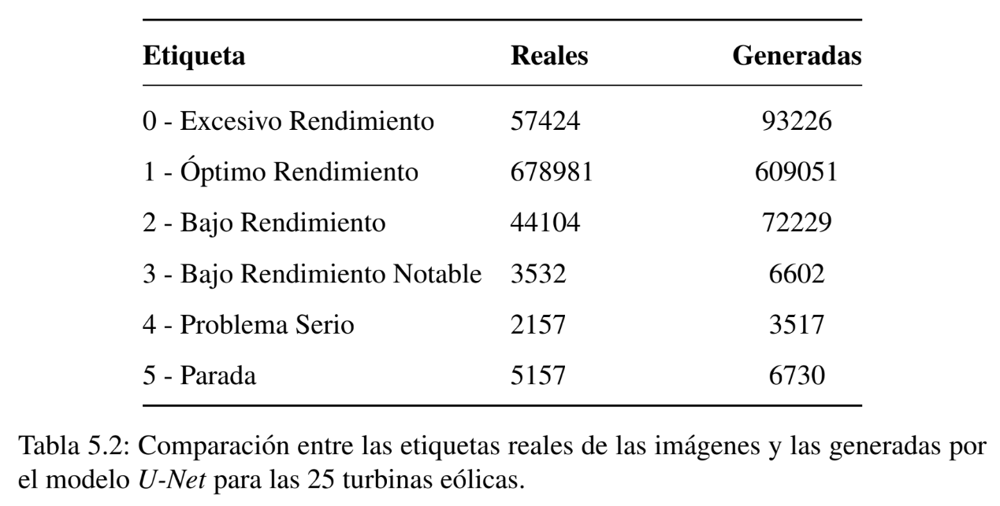 Etiqueta Reales Generadas
0 - Excesivo Rendimiento 57424 93226
1 - Óptimo Rendimiento 678981 609051
2 - Bajo Rendimiento 44104 72229
3 - Bajo Rendimiento Notable 3532 6602
4 - Problema Serio 2157 3517
5 - Parada 5157 6730
Tabla 5.2: Comparación entre las etiquetas reales de las imágenes y las generadas por
el modelo U-Net para las 25 turbinas eólicas.